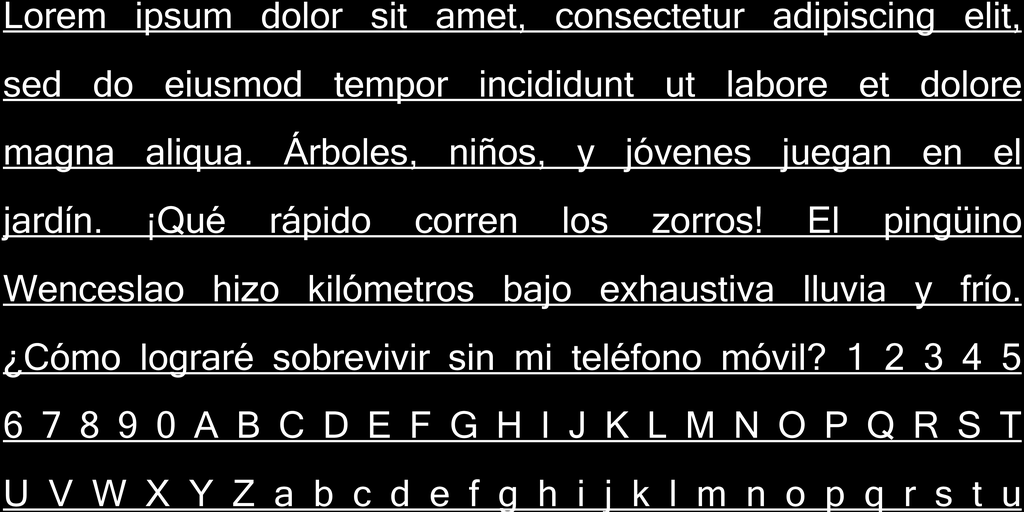 Lorem ipsum dolor sit amet, consectetur adipiscing elit,
sed do eiusmod tempor incididunt ut labore et dolore
magna aliqua. Árboles, niños, y jóvenes juegan en el
jardín. ¡Qué rápido corren los zorros! El pingüino
Wenceslao hizo kilómetros bajo exhaustiva lluvia y frío.
¿Cómo lograré sobrevivir sin mi teléfono móvil? 1 2 3 4 5
6 7 8 9 0 A B C D E F G H I J K L M N O P Q R S T
U V W X Y Z a b c d e f g h i j k l m n o p q r s t u